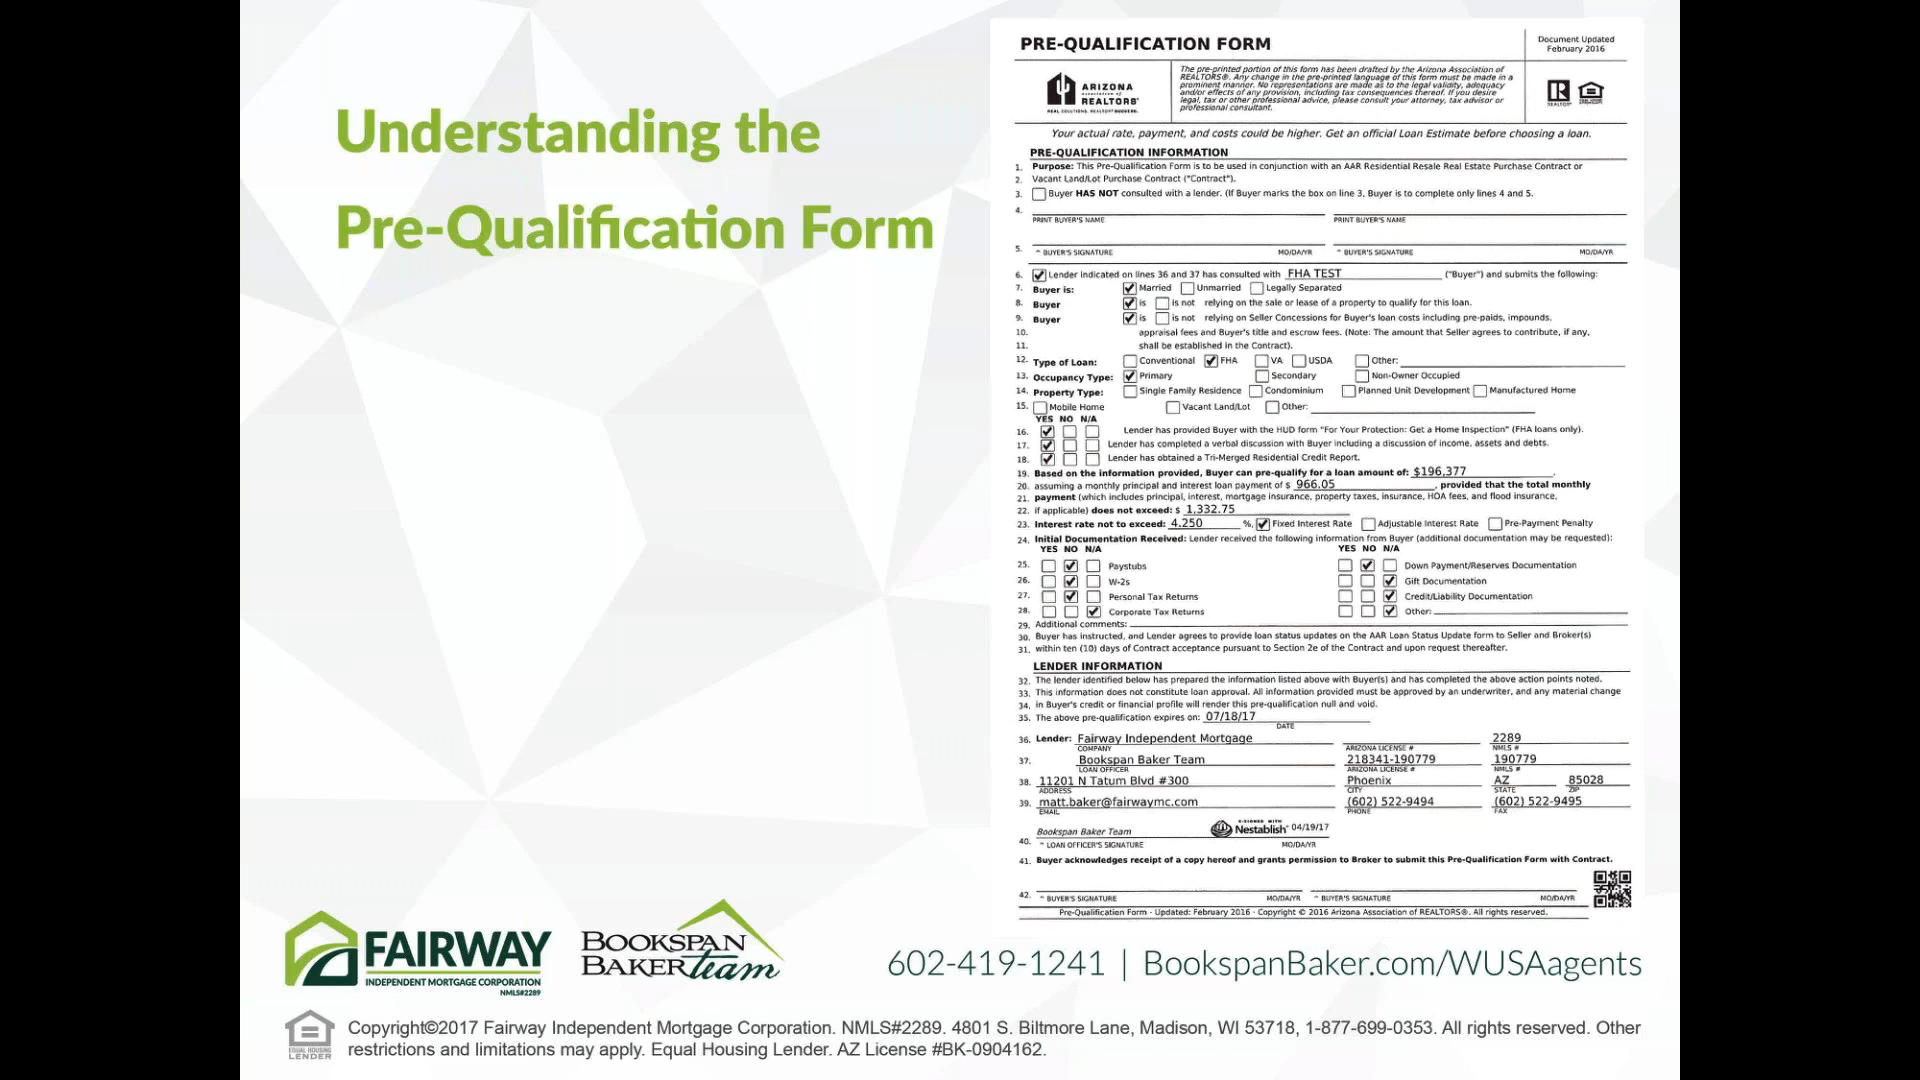 Understanding the
Pre-Qualification Form
PRE-QUALIFICATION FORM
Document Updated
February 2016
ARIZONA
association of
REALTORS®
REAL SOLUTIONS. REALTOR® SUCCESS.
The pre-printed portion of this form has been drafted by the Arizona Association of
REALTORS®. Any change in the pre-printed language of this form must be made in a
prominent manner. No representations are made as to the legal validity, adequacy
and/or effects of any provision, including tax consequences thereof. If you desire
legal, tax or other professional advice, please consult your attorney, tax advisor or
professional consultant.
REALTOR®
Your actual rate, payment, and costs could be higher. Get an official Loan Estimate before choosing a loan.
PRE-QUALIFICATION INFORMATION
1. Purpose: This Pre-Qualification Form is to be used in conjunction with an AAR Residential Resale Real Estate Purchase Contract or
2. Vacant Land/Lot Purchase Contract ("Contract").
3. Buyer HAS NOT consulted with a lender. (If Buyer marks the box on line 3, Buyer is to complete only lines 4 and 5.
4.
PRINT BUYER'S NAME PRINT BUYER'S NAME
5. ^ BUYER'S SIGNATURE MO/DA/YR ^ BUYER'S SIGNATURE MO/DA/YR
6. Lender indicated on lines 36 and 37 has consulted with FHA TEST ("Buyer") and submits the following:
7. Buyer is: Married Unmarried Legally Separated
8. Buyer is is not relying on the sale or lease of a property to qualify for this loan.
9. Buyer is is not relying on Seller Concessions for Buyer's loan costs including pre-paids, impounds,
10. appraisal fees and Buyer's title and escrow fees. (Note: The amount that Seller agrees to contribute, if any,
11. shall be established in the Contract).
12. Type of Loan: Conventional FHA VA USDA Other:
13. Occupancy Type: Primary Secondary Non-Owner Occupied
14. Property Type: Single Family Residence Condominium Planned Unit Development Manufactured Home
15. Mobile Home Vacant Land/Lot Other:
YES NO N/A
16. Lender has provided Buyer with the HUD form "For Your Protection: Get a Home Inspection" (FHA loans only).
17. Lender has completed a verbal discussion with Buyer including a discussion of income, assets and debts.
18. Lender has obtained a Tri-Merged Residential Credit Report.
19. Based on the information provided, Buyer can pre-qualify for a loan amount of: $196,377 .
20. assuming a monthly principal and interest loan payment of $ 966.05 , provided that the total monthly
21. payment (which includes principal, interest, mortgage insurance, property taxes, insurance, HOA fees, and flood insurance,
22. if applicable) does not exceed: $ 1,332.75
23. Interest rate not to exceed: 4.250 %, Fixed Interest Rate Adjustable Interest Rate Pre-Payment Penalty
24. Initial Documentation Received: Lender received the following information from Buyer (additional documentation may be requested):
YES NO N/A YES NO N/A
25. Paystubs Down Payment/Reserves Documentation
26. W-2s Gift Documentation
27. Personal Tax Returns Credit/Liability Documentation
28. Corporate Tax Returns Other:
29. Additional comments:
30. Buyer has instructed, and Lender agrees to provide loan status updates on the AAR Loan Status Update form to Seller and Broker(s)
31. within ten (10) days of Contract acceptance pursuant to Section 2e of the Contract and upon request thereafter.
LENDER INFORMATION
32. The lender identified below has prepared the information listed above with Buyer(s) and has completed the above action points noted.
33. This information does not constitute loan approval. All information provided must be approved by an underwriter, and any material change
34. in Buyer's credit or financial profile will render this pre-qualification null and void.
35. The above pre-qualification expires on: 07/18/17
DATE
36. Lender: Fairway Independent Mortgage 2289
COMPANY ARIZONA LICENSE # NMLS #
37. Bookspan Baker Team 218341-190779 190779
LOAN OFFICER ARIZONA LICENSE # NMLS #
38. 11201 N Tatum Blvd #300 Phoenix AZ 85028
ADDRESS CITY STATE ZIP
39. matt.baker@fairwaymc.com (602) 522-9494 (602) 522-9495
EMAIL PHONE FAX
Bookspan Baker Team E-SIGNED WITH Nestablish 04/19/17
40. ^ LOAN OFFICER'S SIGNATURE MO/DA/YR
41. Buyer acknowledges receipt of a copy hereof and grants permission to Broker to submit this Pre-Qualification Form with Contract.
42. ^ BUYER'S SIGNATURE MO/DA/YR ^ BUYER'S SIGNATURE MO/DA/YR
Pre-Qualification Form · Updated: February 2016 · Copyright © 2016 Arizona Association of REALTORS®. All rights reserved.
FAIRWAY
INDEPENDENT MORTGAGE CORPORATION
NMLS#2289
BOOKSPAN
BAKER team
602-419-1241 | BookspanBaker.com/WUSAagents
EQUAL HOUSING
LENDER
Copyright©2017 Fairway Independent Mortgage Corporation. NMLS#2289. 4801 S. Biltmore Lane, Madison, WI 53718, 1-877-699-0353. All rights reserved. Other
restrictions and limitations may apply. Equal Housing Lender. AZ License #BK-0904162.